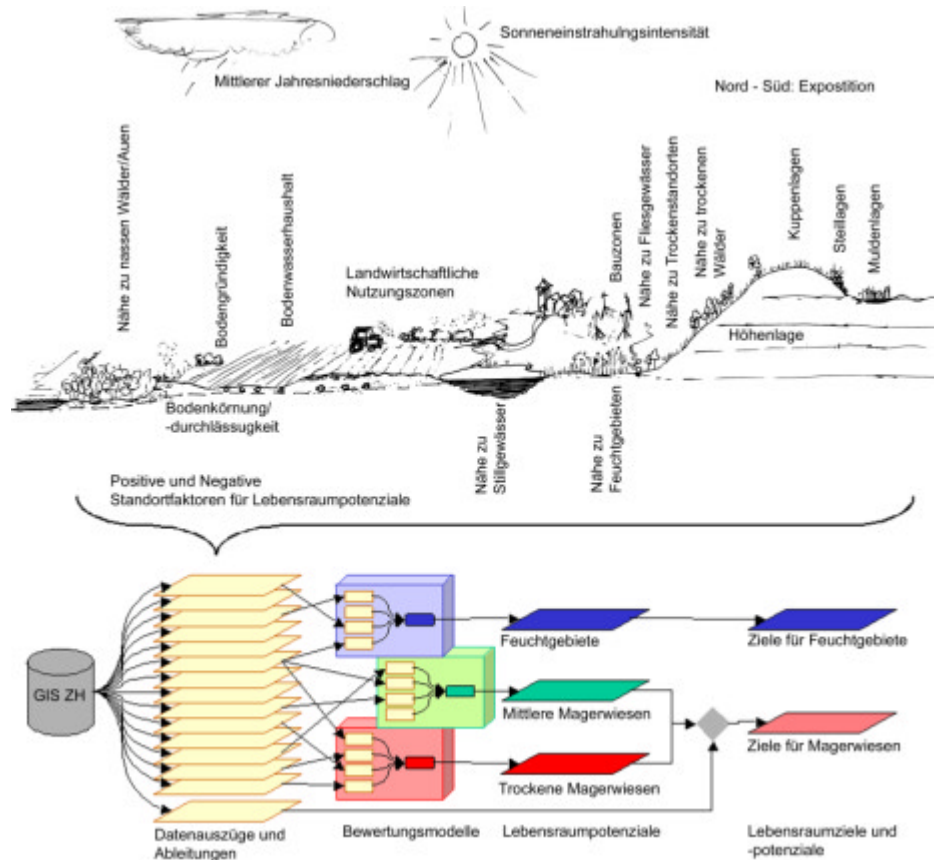 Sonneneinstrahulngsintensität
Mittlerer Jahresniederschlag
Nord - Süd: Expostition
Nähe zu nassen Wälder/Auen
Bodengründigkeit
Bodenwasserhaushalt
Landwirtschaftliche
Nutzungszonen
Bauzonen
Nähe zu Fliesgewässer
Nähe zu Trockenstandorten
Nähe zu trockenen
Wälder
Kuppenlagen
Steillagen
Muldenlagen
Höhenlage
Bodenkörnung/
-durchlässugkeit
Nähe zu
Stillgewässer
Nähe zu
Feuchtgebieten
Positive und Negative
Standortfaktoren für Lebensraumpotenziale
GIS ZH
Feuchtgebiete
Ziele für Feuchtgebiete
Mittlere Magerwiesen
Ziele für Magerwiesen
Trockene Magerwiesen
Datenauszüge und
Ableitungen
Bewertungsmodelle
Lebensraumpotenziale
Lebensraumziele und
-potenziale